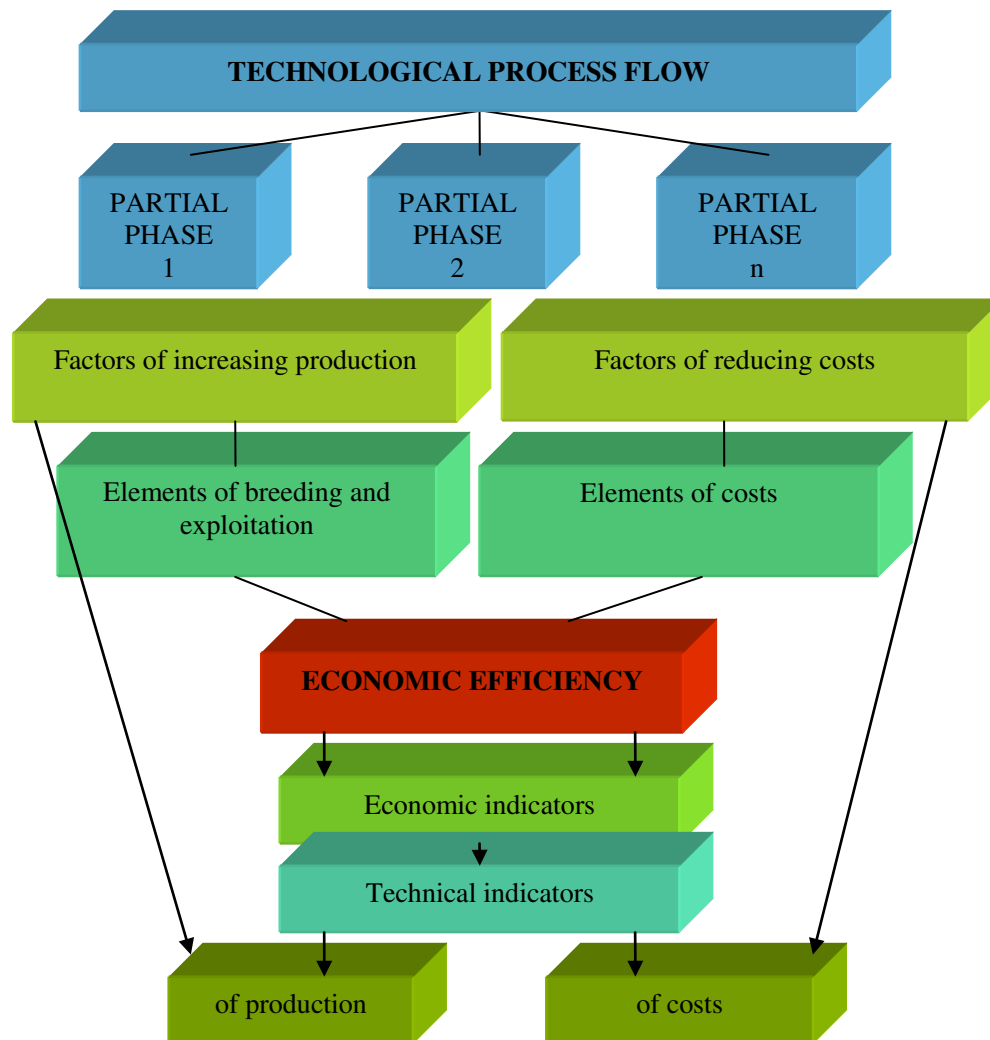 TECHNOLOGICAL PROCESS FLOW
PARTIAL
PHASE
1
PARTIAL
PHASE
2
PARTIAL
PHASE
n
Factors of increasing production
Factors of reducing costs
Elements of breeding and
exploitation
Elements of costs
ECONOMIC EFFICIENCY
Economic indicators
Technical indicators
of production
of costs